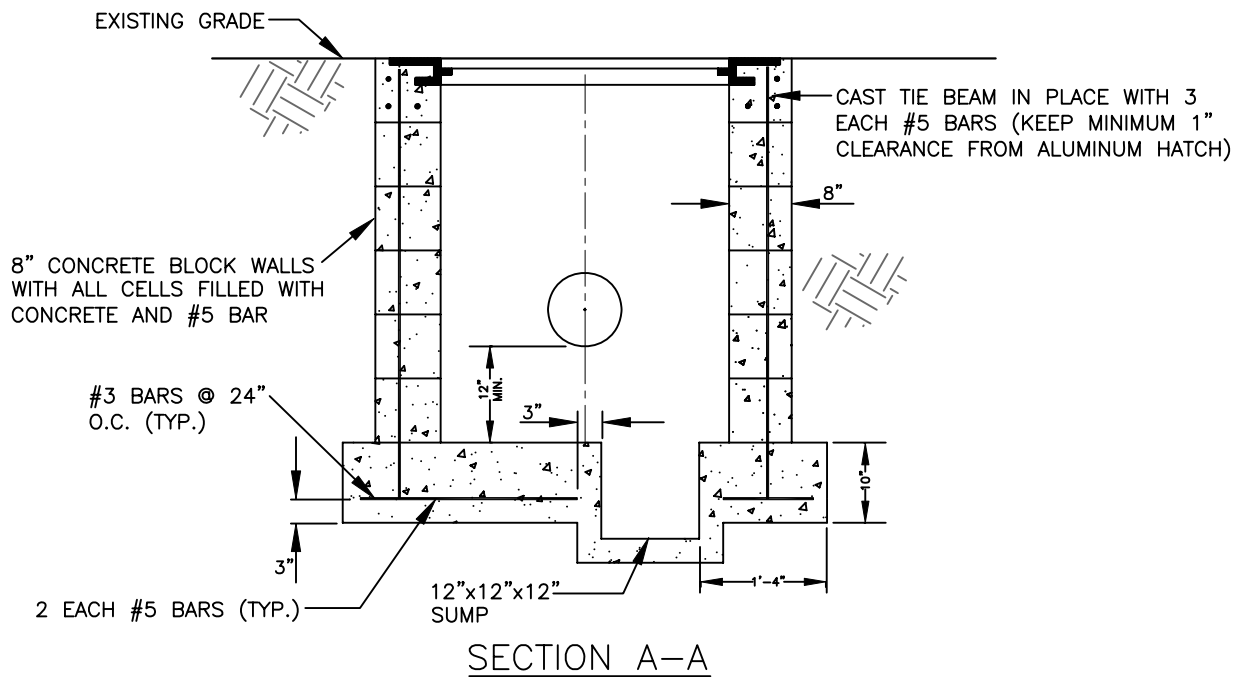 EXISTING GRADE
CAST TIE BEAM IN PLACE WITH 3
EACH #5 BARS (KEEP MINIMUM 1"
CLEARANCE FROM ALUMINUM HATCH)
8"
8" CONCRETE BLOCK WALLS
WITH ALL CELLS FILLED WITH
CONCRETE AND #5 BAR
#3 BARS @ 24"
O.C. (TYP.)
12"
MIN.
3"
10"
3"
1'-4"
2 EACH #5 BARS (TYP.)
12"x12"x12"
SUMP
SECTION A-A